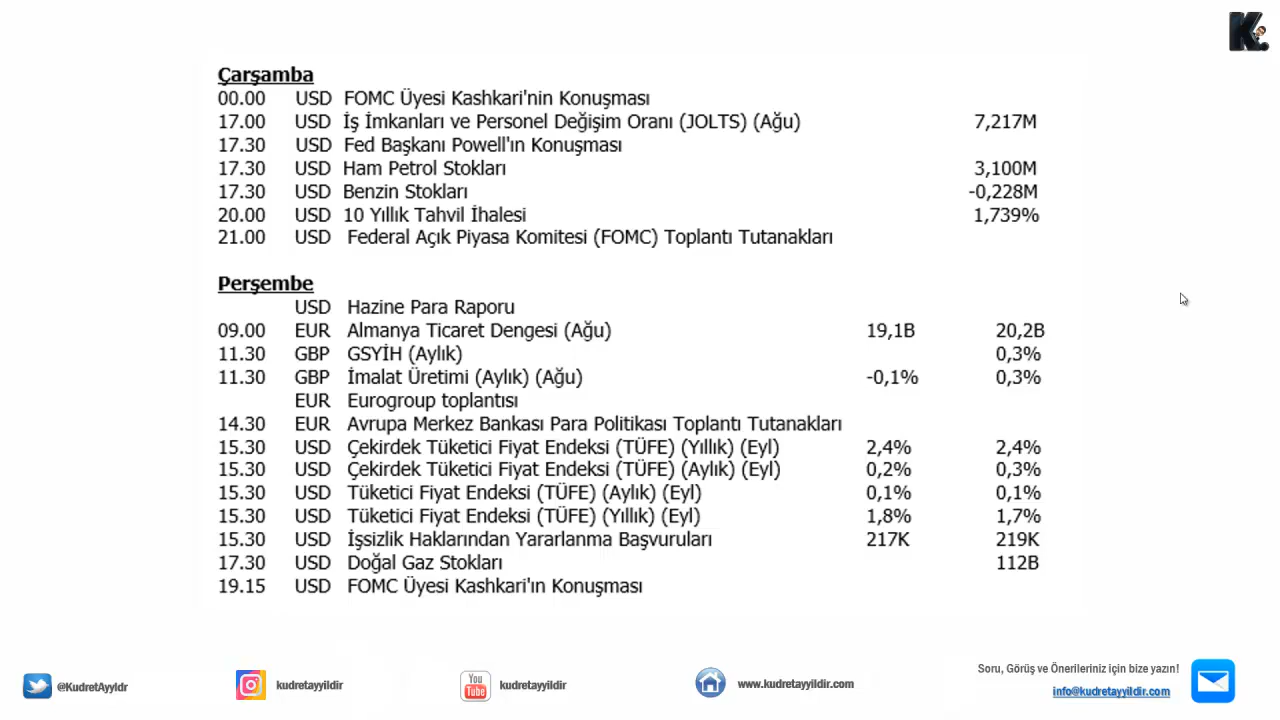 Çarşamba
00.00 USD FOMC Üyesi Kashkari'nin Konuşması
17.00 USD İş İmkanları ve Personel Değişim Oranı (JOLTS) (Ağu) 7,217M
17.30 USD Fed Başkanı Powell'ın Konuşması
17.30 USD Ham Petrol Stokları 3,100M
17.30 USD Benzin Stokları -0,228M
20.00 USD 10 Yıllık Tahvil İhalesi 1,739%
21.00 USD Federal Açık Piyasa Komitesi (FOMC) Toplantı Tutanakları
Perşembe
USD Hazine Para Raporu
09.00 EUR Almanya Ticaret Dengesi (Ağu) 19,1B 20,2B
11.30 GBP GSYİH (Aylık) 0,3%
11.30 GBP İmalat Üretimi (Aylık) (Ağu) -0,1% 0,3%
EUR Eurogroup toplantısı
14.30 EUR Avrupa Merkez Bankası Para Politikası Toplantı Tutanakları
15.30 USD Çekirdek Tüketici Fiyat Endeksi (TÜFE) (Yıllık) (Eyl) 2,4% 2,4%
15.30 USD Çekirdek Tüketici Fiyat Endeksi (TÜFE) (Aylık) (Eyl) 0,2% 0,3%
15.30 USD Tüketici Fiyat Endeksi (TÜFE) (Aylık) (Eyl) 0,1% 0,1%
15.30 USD Tüketici Fiyat Endeksi (TÜFE) (Yıllık) (Eyl) 1,8% 1,7%
15.30 USD İşsizlik Haklarından Yararlanma Başvuruları 217K 219K
17.30 USD Doğal Gaz Stokları 112B
19.15 USD FOMC Üyesi Kashkari'ın Konuşması
@KudretAyyldr
kudretayyildir
You Tube
kudretayyildir
www.kudretayyildir.com
Soru, Görüş ve Önerileriniz için bize yazın!
info@kudretayyildir.com
K